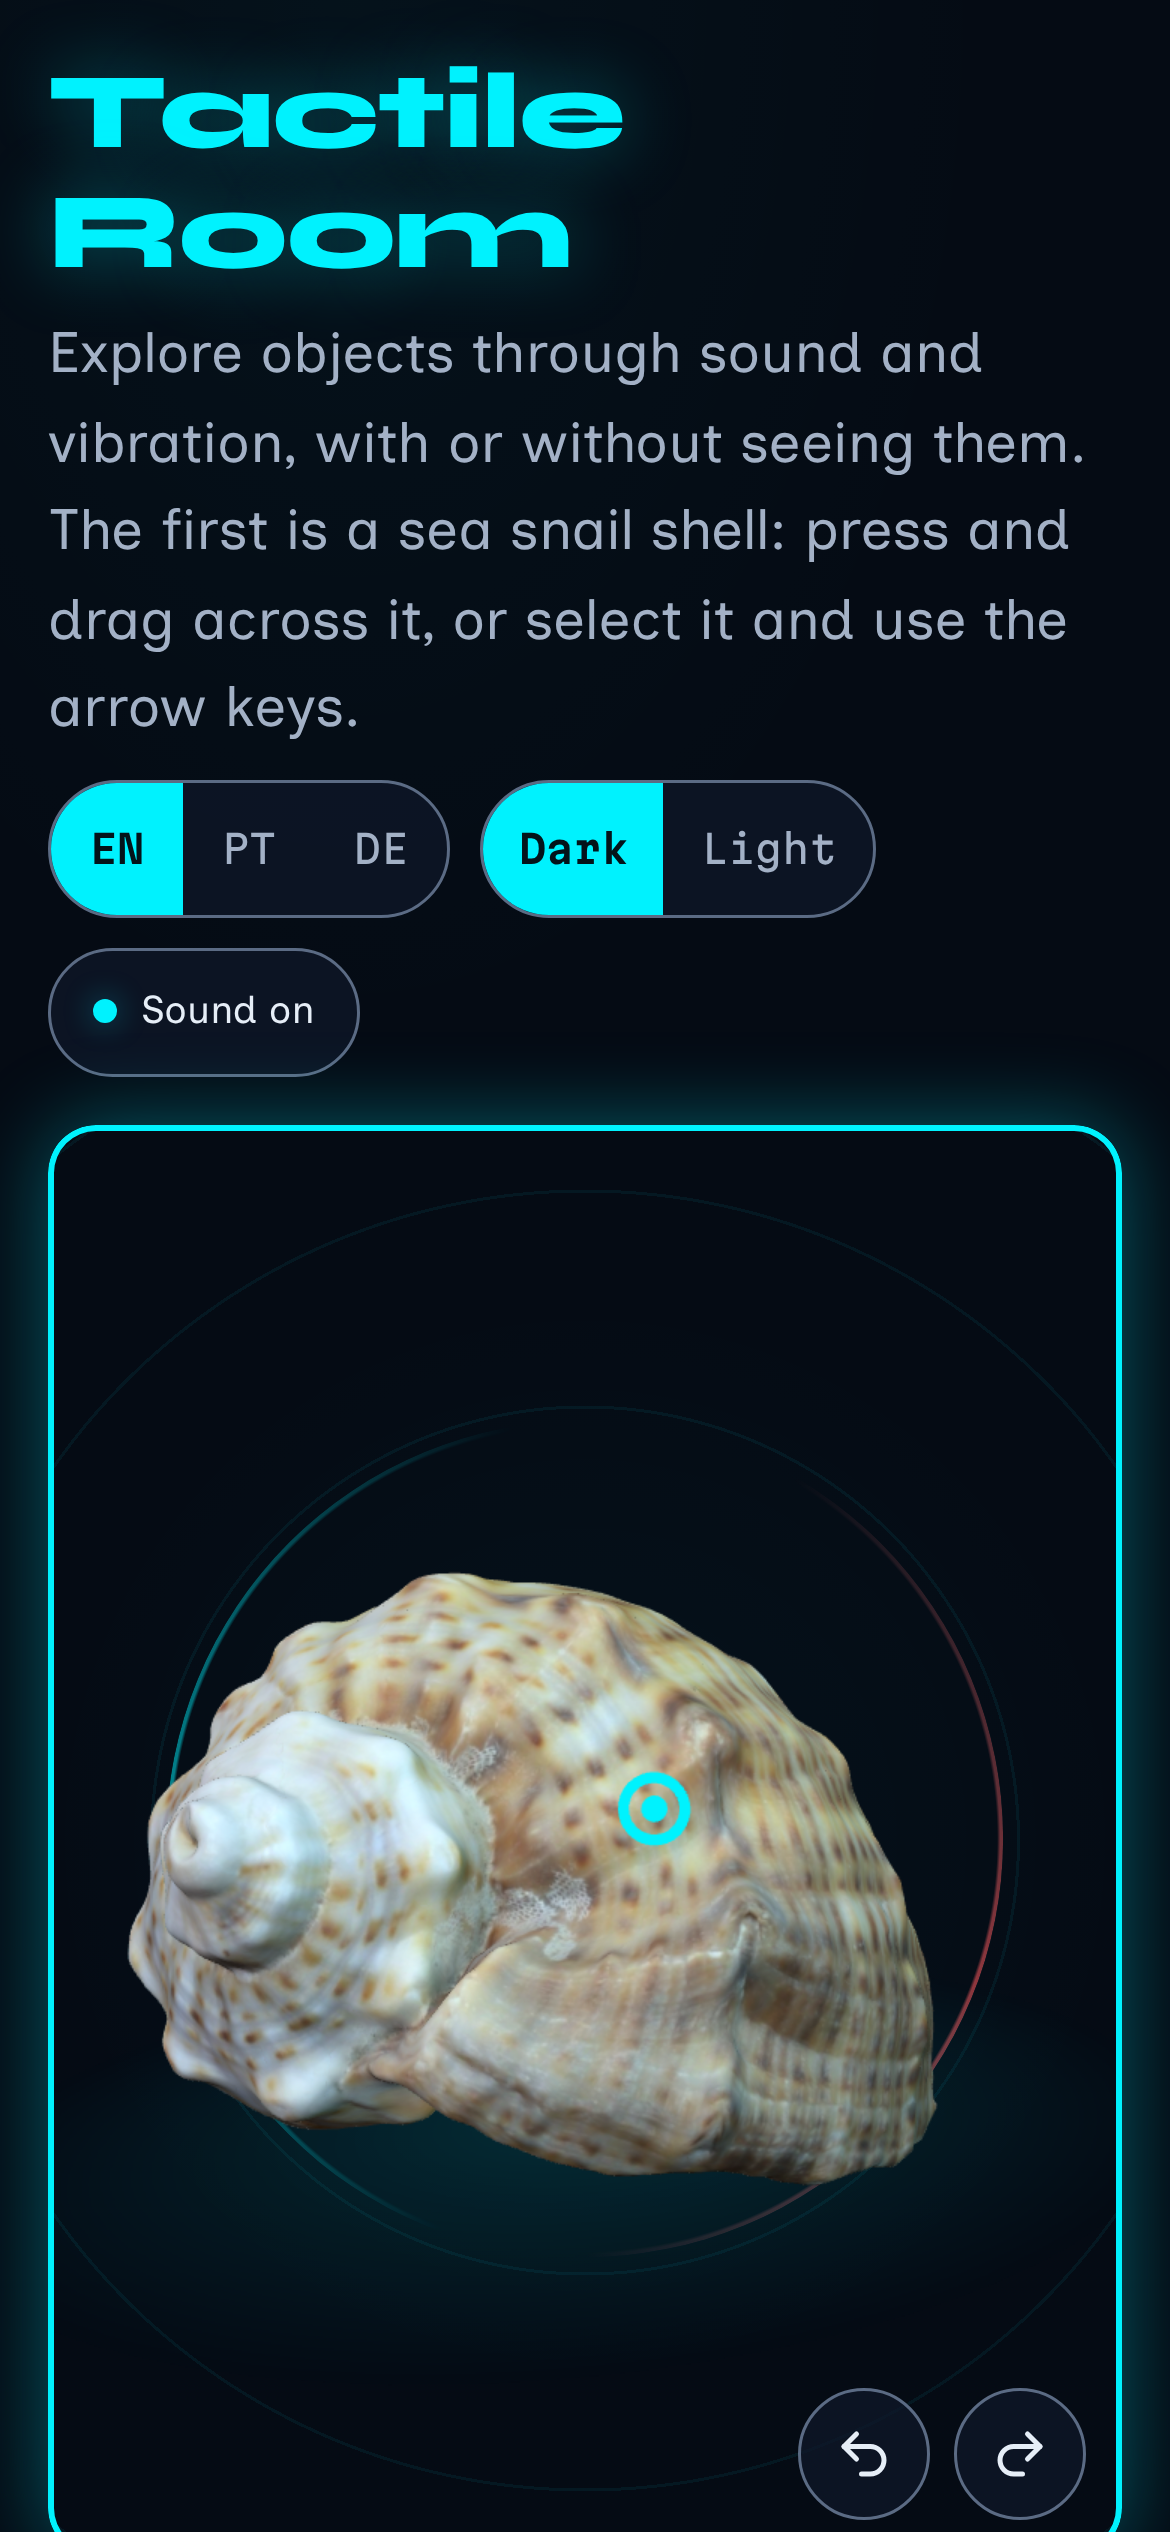 Tactile
Room
Explore objects through sound and
vibration, with or without seeing them.
The first is a sea snail shell: press and
drag across it, or select it and use the
arrow keys.
EN PT DE Dark Light
Sound on